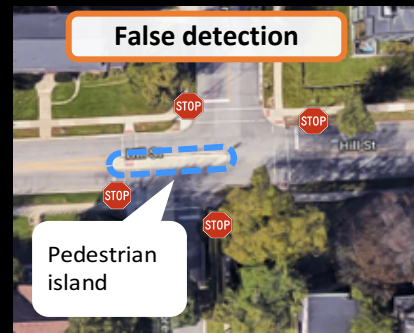 False detection
STOP
STOP
Hill St
STOP
STOP
Pedestrian
island